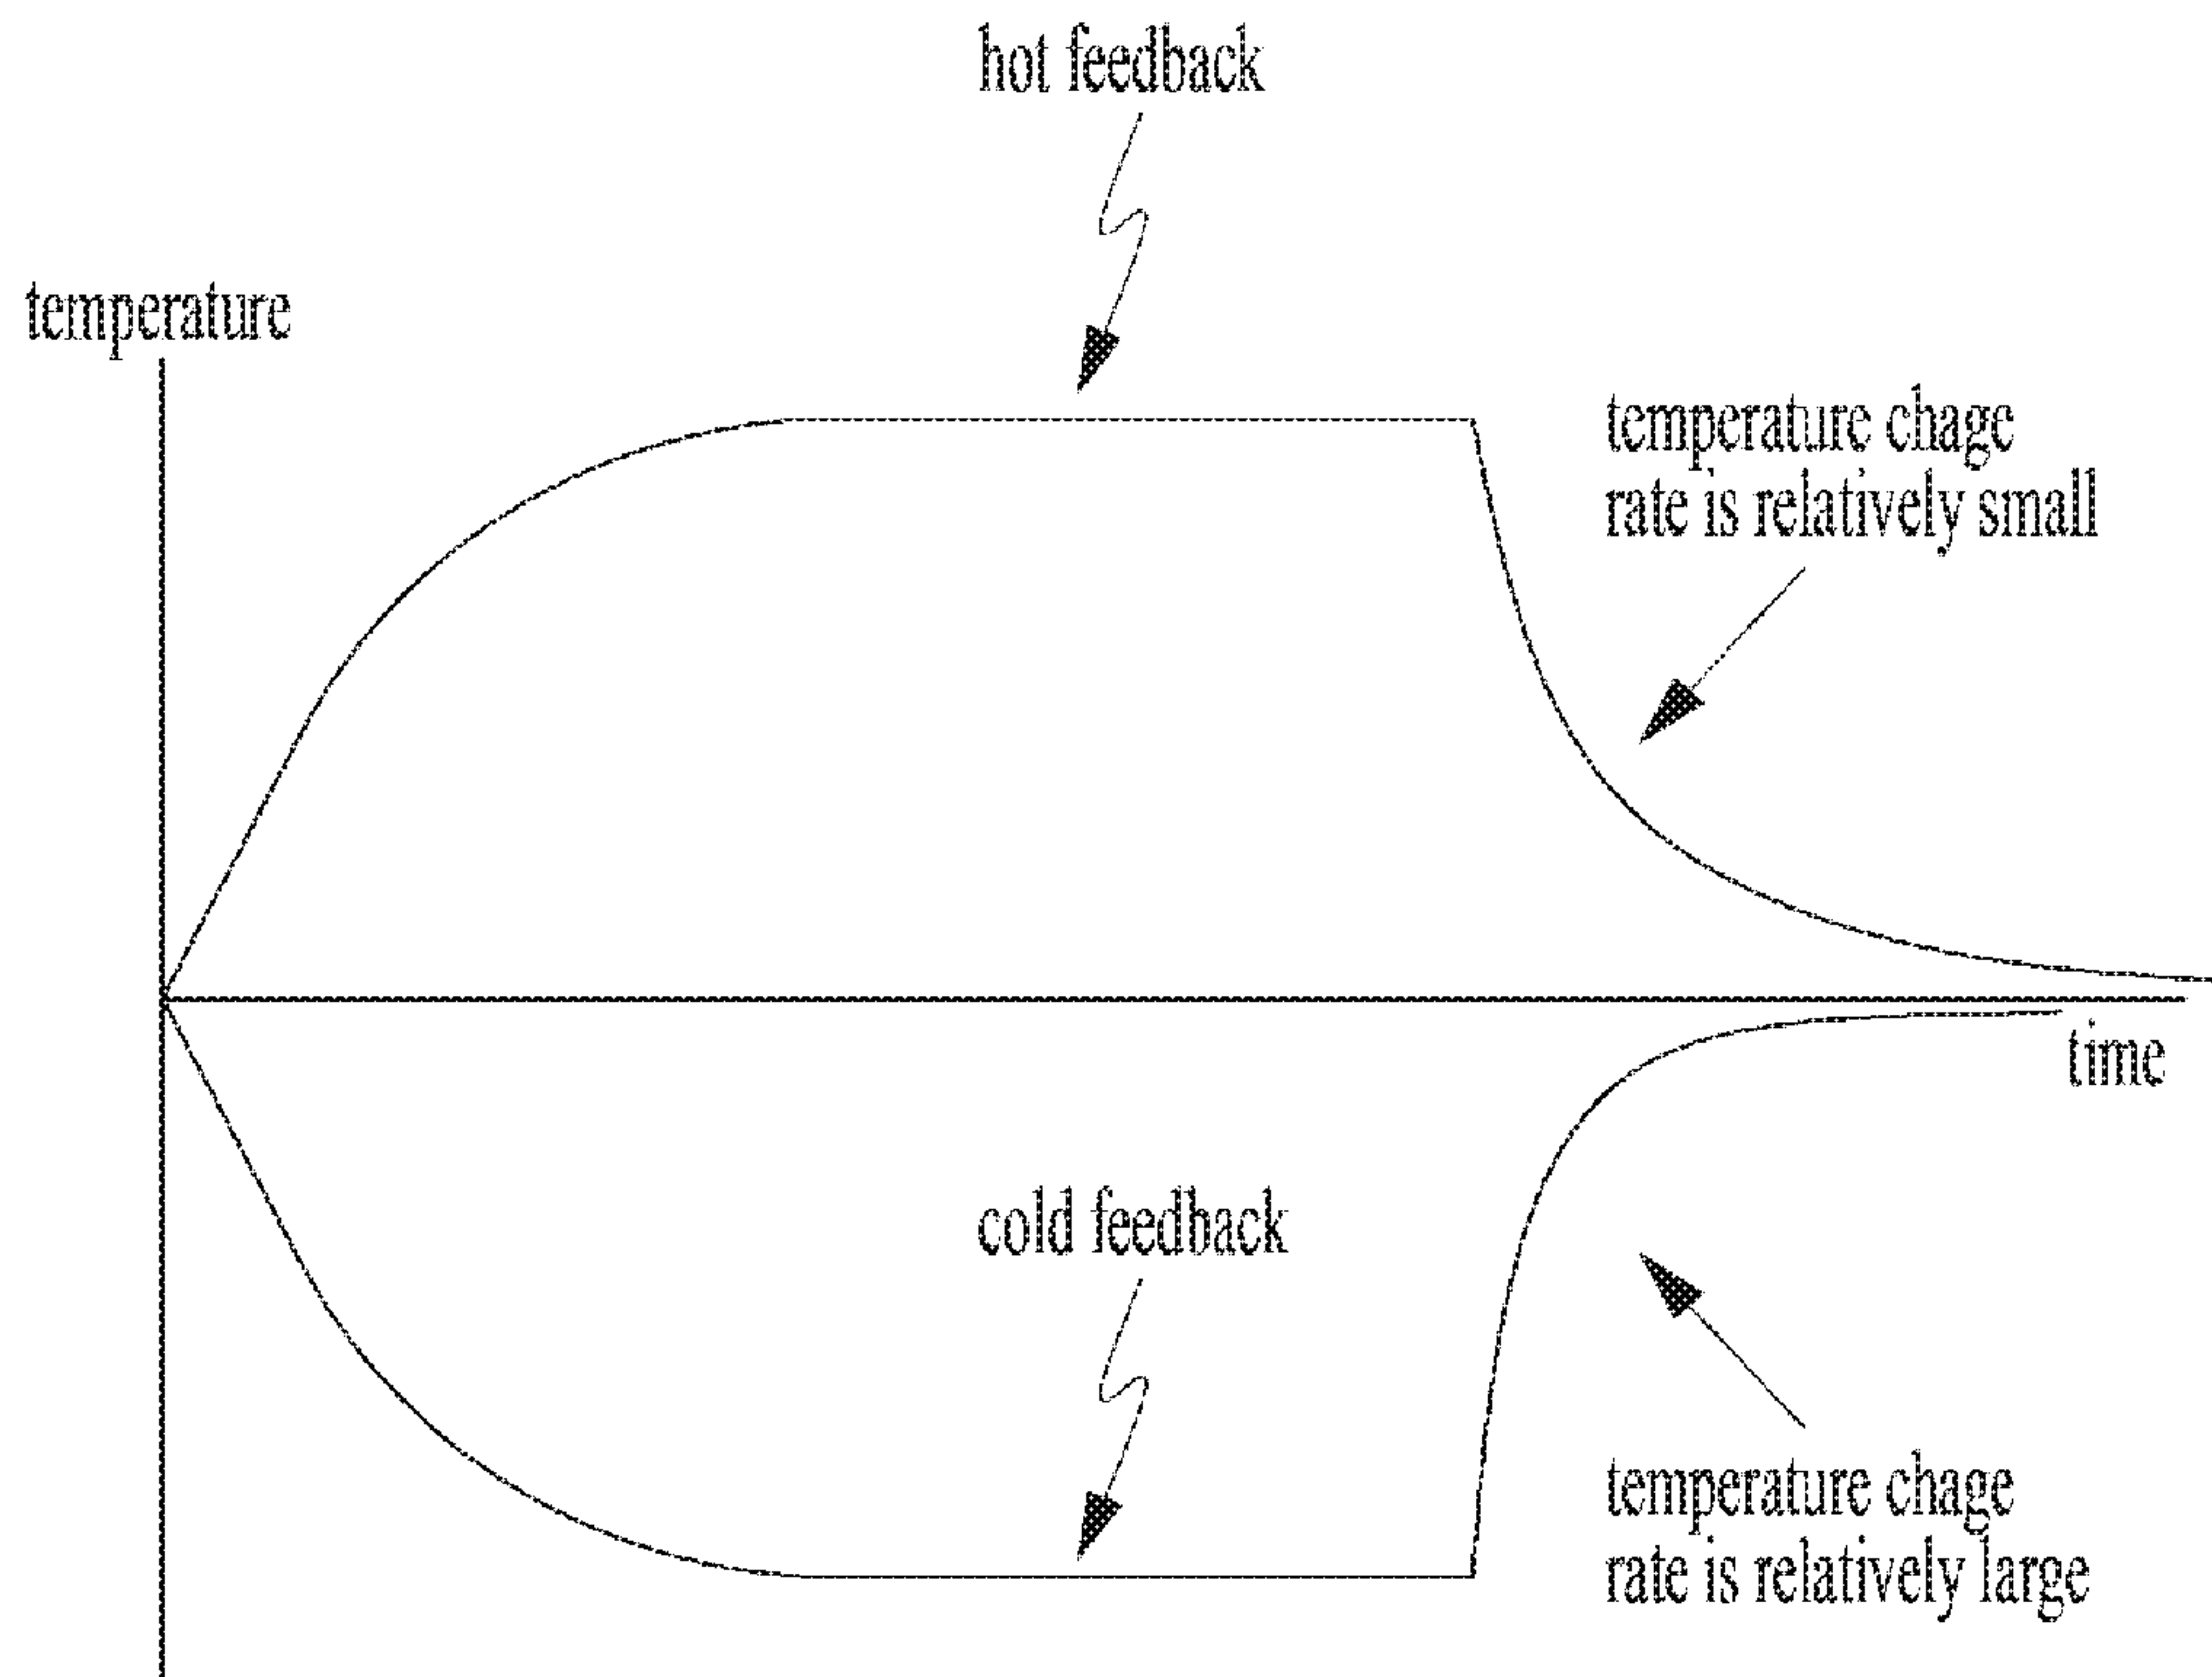 hot feedback
temperature
temperature chage
rate is relatively small
time
cold feedback
temperature chage
rate is relatively large